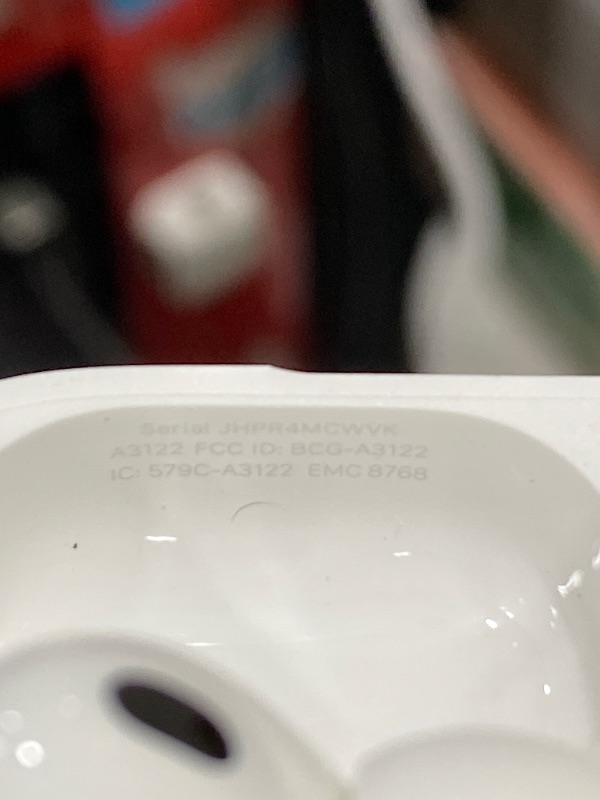 Serial JHPR4MCWVK
A3122 FCC ID: BCG-A3122
IC: 579C-A3122 EMC 8768